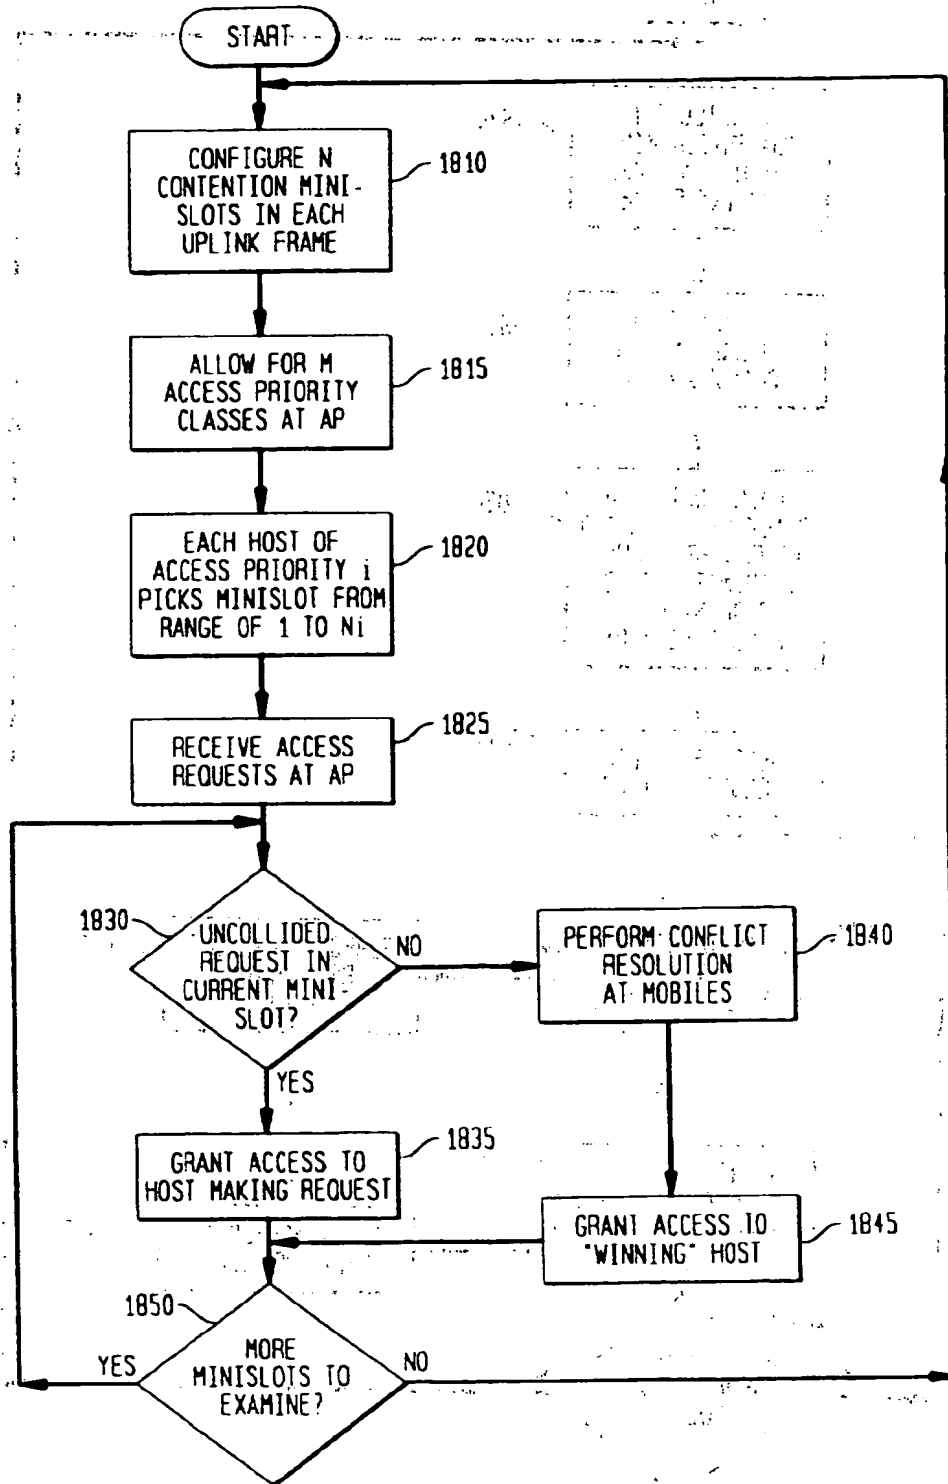 START
CONFIGURE N
CONTENTION MINI-
SLOTS IN EACH
UPLINK FRAME
1810
ALLOW FOR M
ACCESS PRIORITY
CLASSES AT AP
1815
EACH HOST OF
ACCESS PRIORITY i
PICKS MINISLOT FROM
RANGE OF 1 TO Ni
1820
RECEIVE ACCESS
REQUESTS AT AP
1825
1830
UNCOLLIDED
REQUEST IN
CURRENT MINI-
SLOT?
NO
YES
PERFORM CONFLICT
RESOLUTION
AT MOBILES
1840
GRANT ACCESS TO
HOST MAKING REQUEST
1835
GRANT ACCESS TO
"WINNING" HOST
1845
1850
MORE
MINISLOTS TO
EXAMINE?
YES
NO